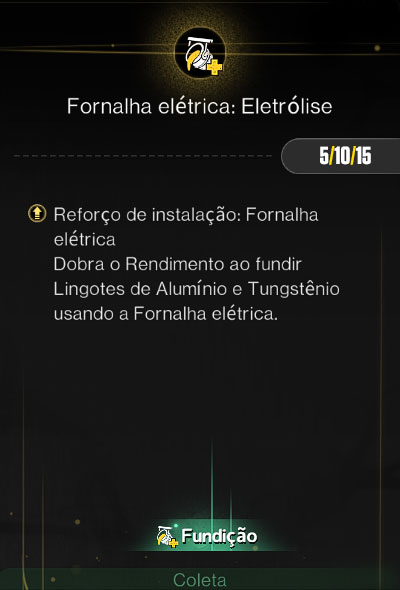 Fornalha elétrica: Eletrólise
5/10/15
Reforço de instalação: Fornalha
elétrica
Dobra o Rendimento ao fundir
Lingotes de Alumínio e Tungstênio
usando a Fornalha elétrica.
Fundição
Coleta